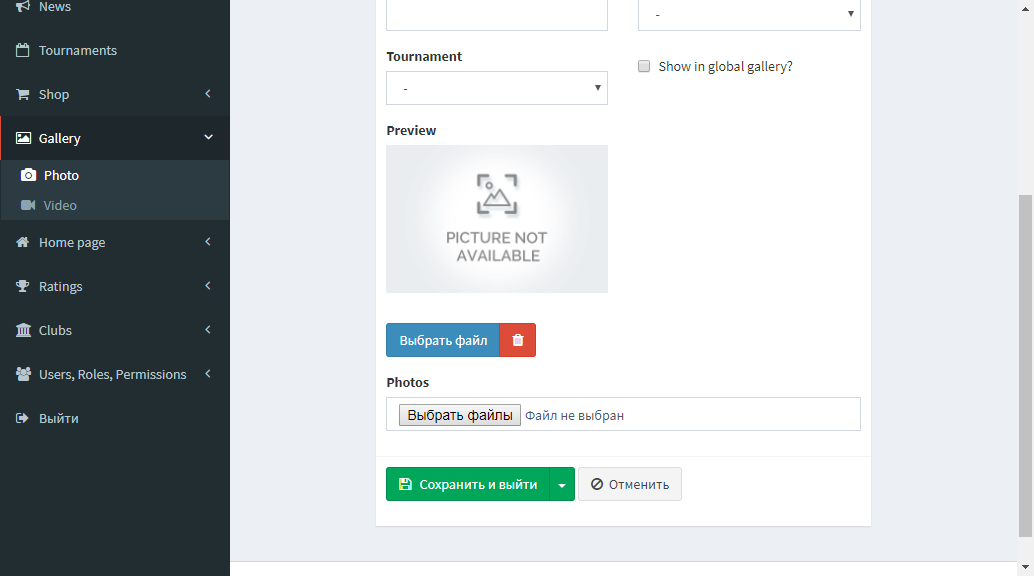 News
Tournaments
Shop
Gallery
Photo
Video
Home page
Ratings
Clubs
Users, Roles, Permissions
Выйти
-
Tournament
-
Show in global gallery?
Preview
PICTURE NOT
AVAILABLE
Выбрать файл
Photos
Выбрать файлы Файл не выбран
Сохранить и выйти
Отменить